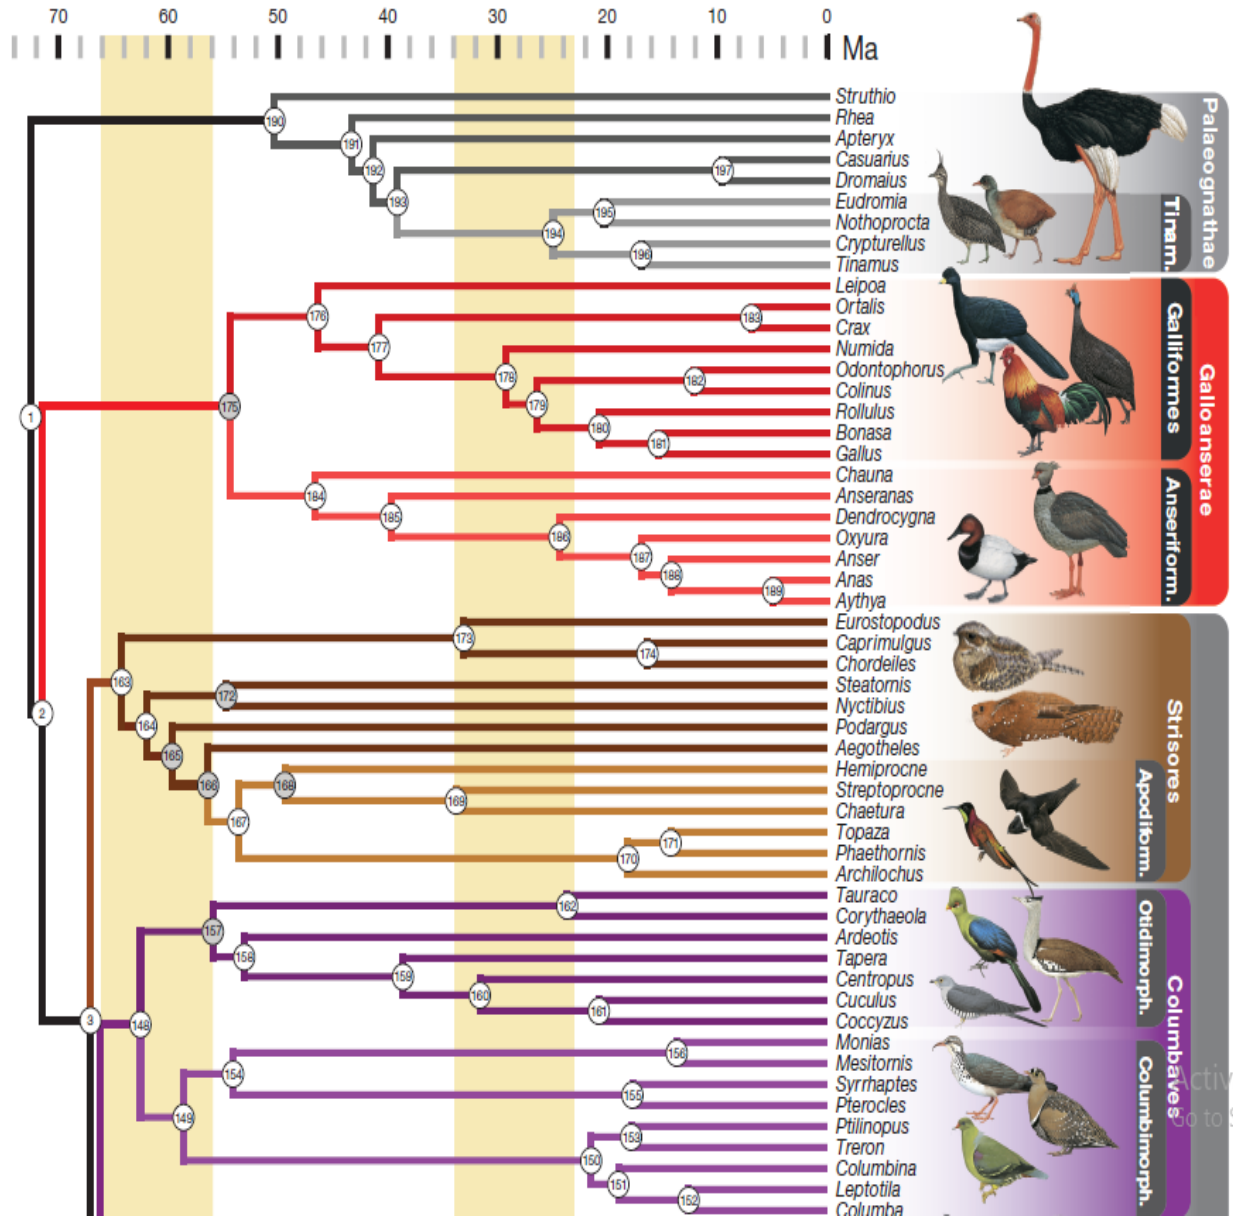 70 60 50 40 30 20 10 0
Ma
Struthio
190
Rhea
191
Apteryx
192
Casuarius
197
Dromaius
193
Eudromia
195
Nothoprocta
194
Crypturellus
196
Tinamus
Palaeognathae
Tinam.
Leipoa
176
Ortalis
183
Crax
177
Numida
178
Odontophorus
182
Colinus
179
Rollulus
180
Bonasa
181
Gallus
175
1
Galliformes
Galloanserae
Chauna
184
Anseranas
185
Dendrocygna
186
Oxyura
187
Anser
188
Anas
189
Aythya
Anseriform.
Eurostopodus
173
Caprimulgus
174
Chordeiles
163
Steatornis
172
Nyctibius
2
164
Podargus
165
Aegotheles
166
Hemiprocne
168
Streptoprocne
169
Chaetura
167
Topaza
171
Phaethornis
170
Archilochus
Strisores
Apodiform.
Tauraco
162
Corythaeola
157
Ardeotis
158
Tapera
159
Centropus
160
Cuculus
161
Coccyzus
3
148
Otidimorph.
Columbaves
Monias
156
Mesitornis
154
Syrrhaptes
155
Pterocles
149
Ptilinopus
153
Treron
150
Columbina
151
Leptotila
152
Columba
Columbimorph.
Activ
Go to S